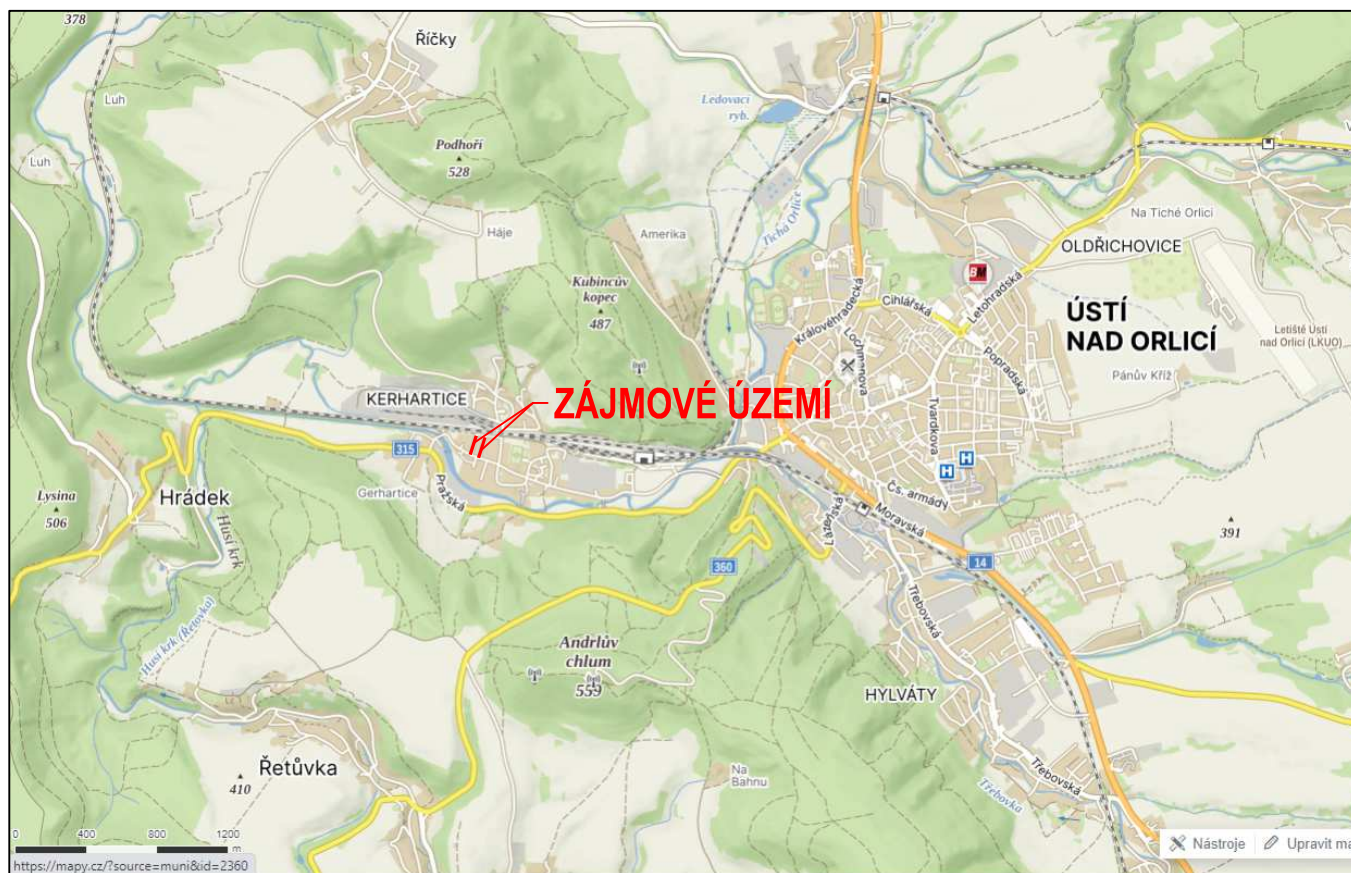 378
Říčky
Luh
Luh
Podhoří
528
Háje
Ledovací
ryb.
Tichá Orlice
Amerika
Kubincův
kopec
487
Na Tiché Orlici
OLDŘICHOVICE
BM
Letohradská
Cihlářská
Královéhradecká
Lochmanova
Popradská
Tvardkova
ÚSTÍ
NAD ORLICÍ
Letiště Ústí
nad Orlicí (LKUO)
Pánův Kříž
KERHARTICE
ZÁJMOVÉ ÚZEMÍ
315
Pražská
Gerhartice
Lysina
506
Hrádek
Husí krk
H
H
Čs. armády
Moravská
Lázeňská
391
14
360
Třebovská
Husí krk (Řetovka)
Andrlův
chlum
559
HYLVÁTY
Řetůvka
410
Na
Bahnu
Třebovská
Třebovka
0 400 800 1200
m
https://mapy.cz/?source=muni&id=2360
Nástroje
Upravit ma